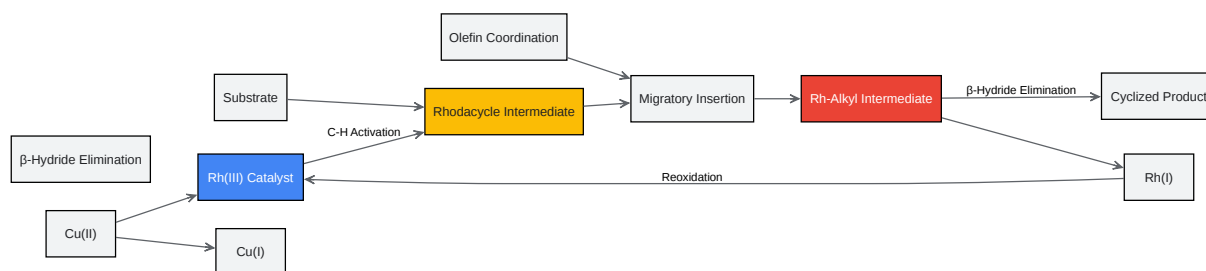 Olefin Coordination
Substrate
Rhodacycle Intermediate
Migratory Insertion
Rh-Alkyl Intermediate
β-Hydride Elimination
Cyclized Product
C-H Activation
β-Hydride Elimination
Rh(III) Catalyst
Reoxidation
Rh(I)
Cu(II)
Cu(I)